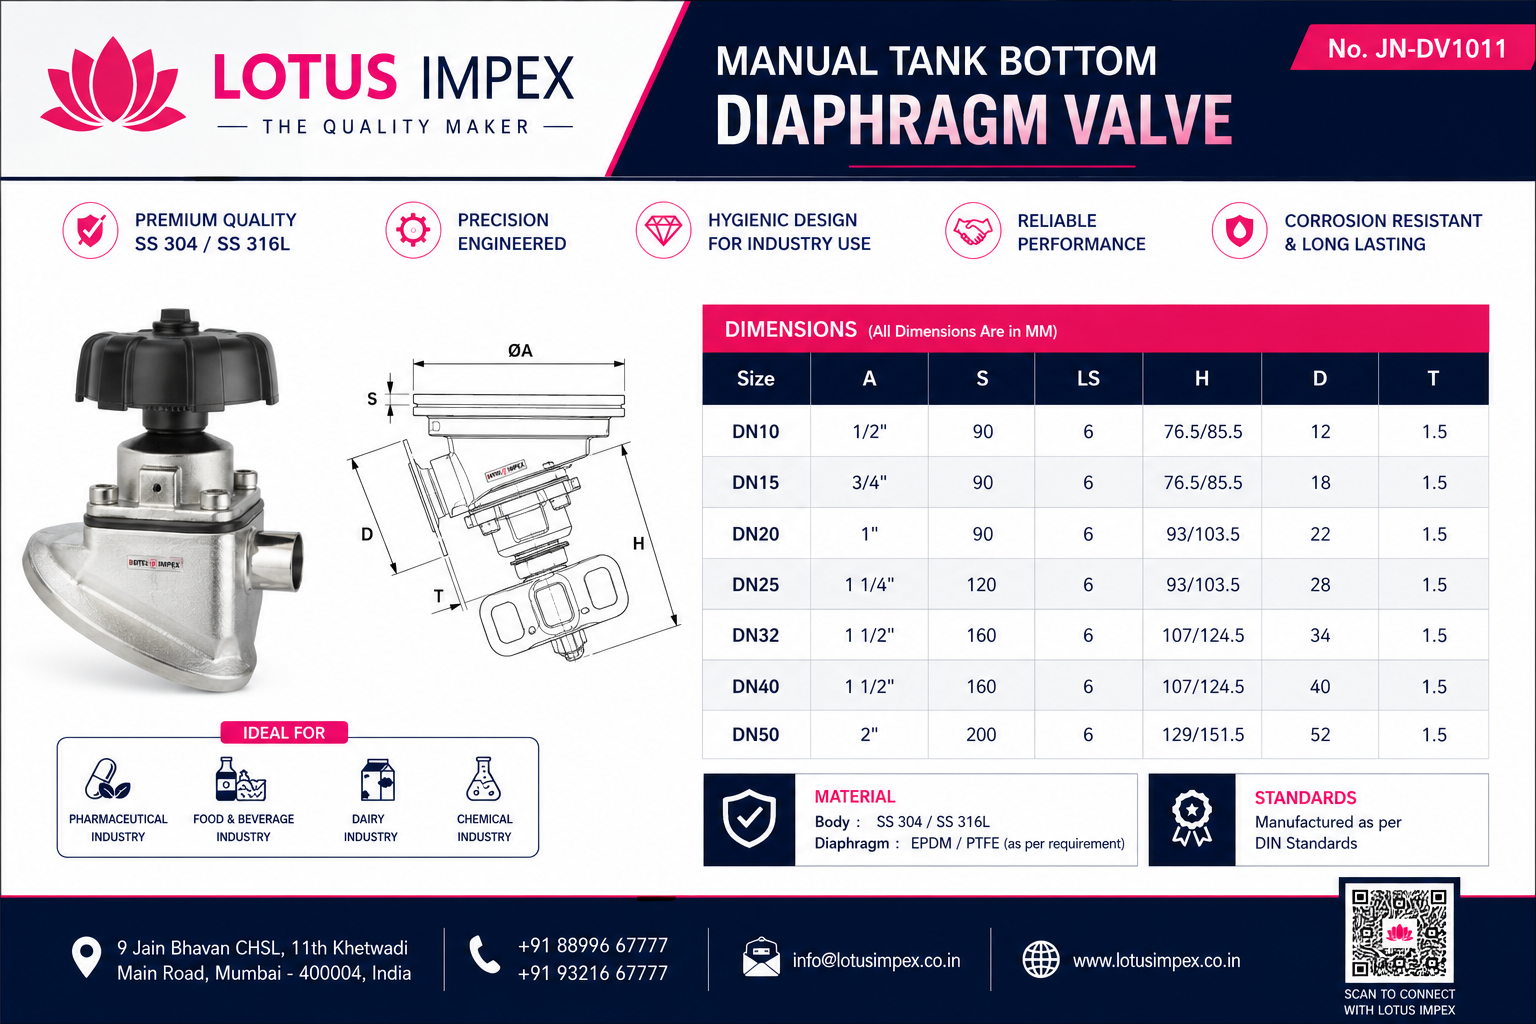 LOTUS IMPEX
THE QUALITY MAKER
MANUAL TANK BOTTOM
DIAPHRAGM VALVE
No. JN-DV1011
PREMIUM QUALITY
SS 304 / SS 316L
PRECISION
ENGINEERED
HYGIENIC DESIGN
FOR INDUSTRY USE
RELIABLE
PERFORMANCE
CORROSION RESISTANT
& LONG LASTING
IMPEX
ØA
S
D
T
H
IMPEX
DIMENSIONS (All Dimensions Are in MM)
Size A S LS H D T
DN10 1/2" 90 6 76.5/85.5 12 1.5
DN15 3/4" 90 6 76.5/85.5 18 1.5
DN20 1" 90 6 93/103.5 22 1.5
DN25 1 1/4" 120 6 93/103.5 28 1.5
DN32 1 1/2" 160 6 107/124.5 34 1.5
DN40 1 1/2" 160 6 107/124.5 40 1.5
DN50 2" 200 6 129/151.5 52 1.5
IDEAL FOR
PHARMACEUTICAL
INDUSTRY
FOOD & BEVERAGE
INDUSTRY
DAIRY
INDUSTRY
CHEMICAL
INDUSTRY
MATERIAL
Body : SS 304 / SS 316L
Diaphragm : EPDM / PTFE (as per requirement)
STANDARDS
Manufactured as per
DIN Standards
9 Jain Bhavan CHSL, 11th Khetwadi
Main Road, Mumbai - 400004, India
+91 88996 67777
+91 93216 67777
info@lotusimpex.co.in
www.lotusimpex.co.in
SCAN TO CONNECT
WITH LOTUS IMPEX